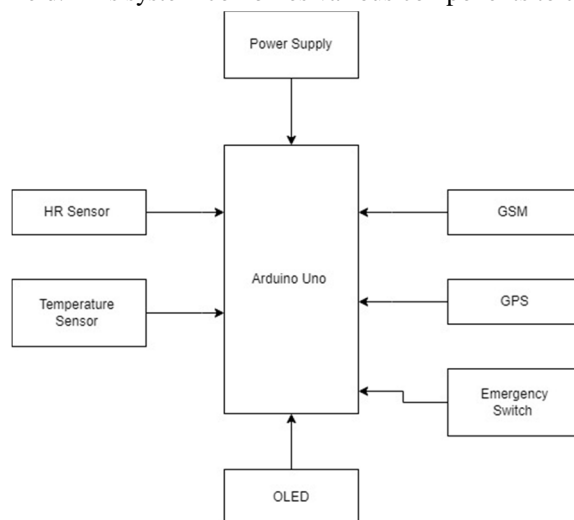 Power Supply
HR Sensor
GSM
Arduino Uno
Temperature
Sensor
GPS
Emergency
Switch
OLED